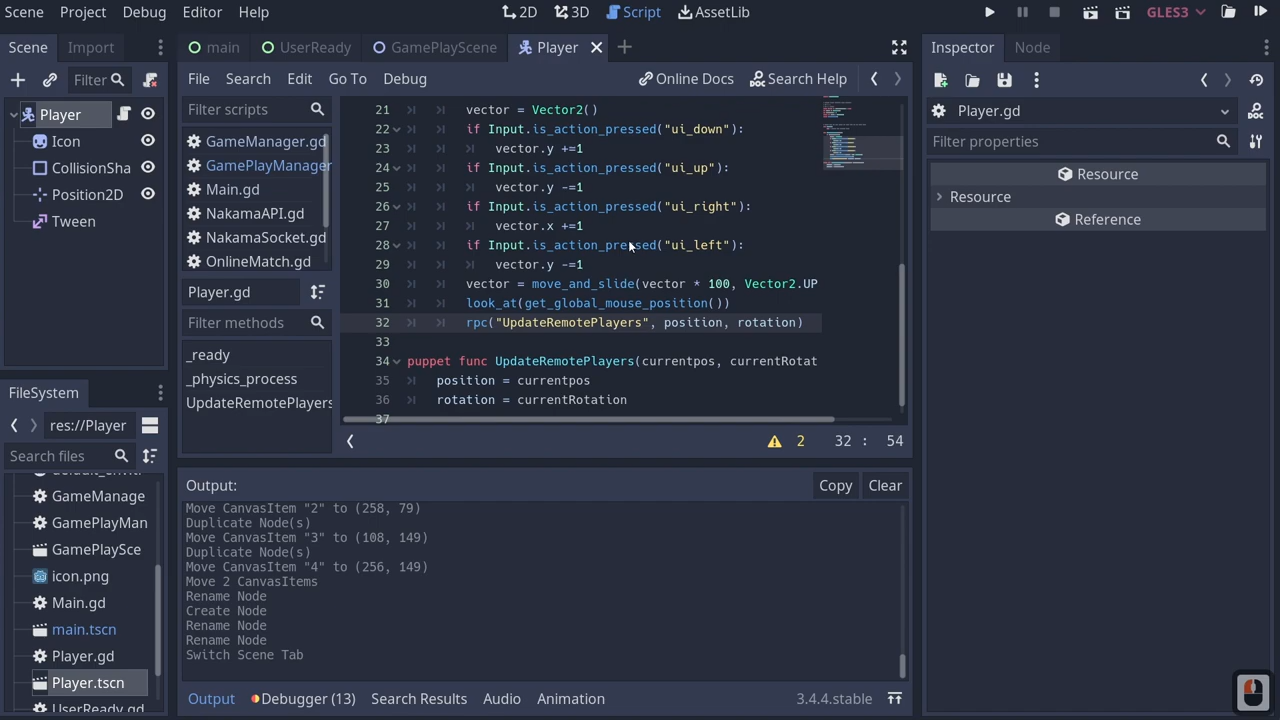 Scene Project Debug Editor Help 2D 3D Script AssetLib GLES3
Scene Import main UserReady GamePlayScene Player Inspector Node
Filter File Search Edit Go To Debug Online Docs Search Help
Player
Icon
CollisionSha
Position2D
Tween
Filter scripts
GameManager.gd
GamePlayManager
Main.gd
NakamaAPI.gd
NakamaSocket.gd
OnlineMatch.gd
Player.gd
Filter methods
_ready
_physics_process
UpdateRemotePlayers
21 vector = Vector2()
22 if Input.is_action_pressed("ui_down"):
23 vector.y +=1
24 if Input.is_action_pressed("ui_up"):
25 vector.y -=1
26 if Input.is_action_pressed("ui_right"):
27 vector.x +=1
28 if Input.is_action_pressed("ui_left"):
29 vector.y -=1
30 vector = move_and_slide(vector * 100, Vector2.UP
31 look_at(get_global_mouse_position())
32 rpc("UpdateRemotePlayers", position, rotation)
33
34 puppet func UpdateRemotePlayers(currentpos, currentRotat
35 position = currentpos
36 rotation = currentRotation
37
2 32 : 54
Player.gd
Filter properties
Resource
Resource
Reference
FileSystem
res://Player
Search files
GameManage
GamePlayMan
GamePlaySce
icon.png
Main.gd
main.tscn
Player.gd
Player.tscn
UserReady.gd
Output: Copy Clear
Move CanvasItem "2" to (258, 79)
Duplicate Node(s)
Move CanvasItem "3" to (108, 149)
Duplicate Node(s)
Move CanvasItem "4" to (256, 149)
Move 2 CanvasItems
Rename Node
Create Node
Rename Node
Rename Node
Switch Scene Tab
Output Debugger (13) Search Results Audio Animation 3.4.4.stable